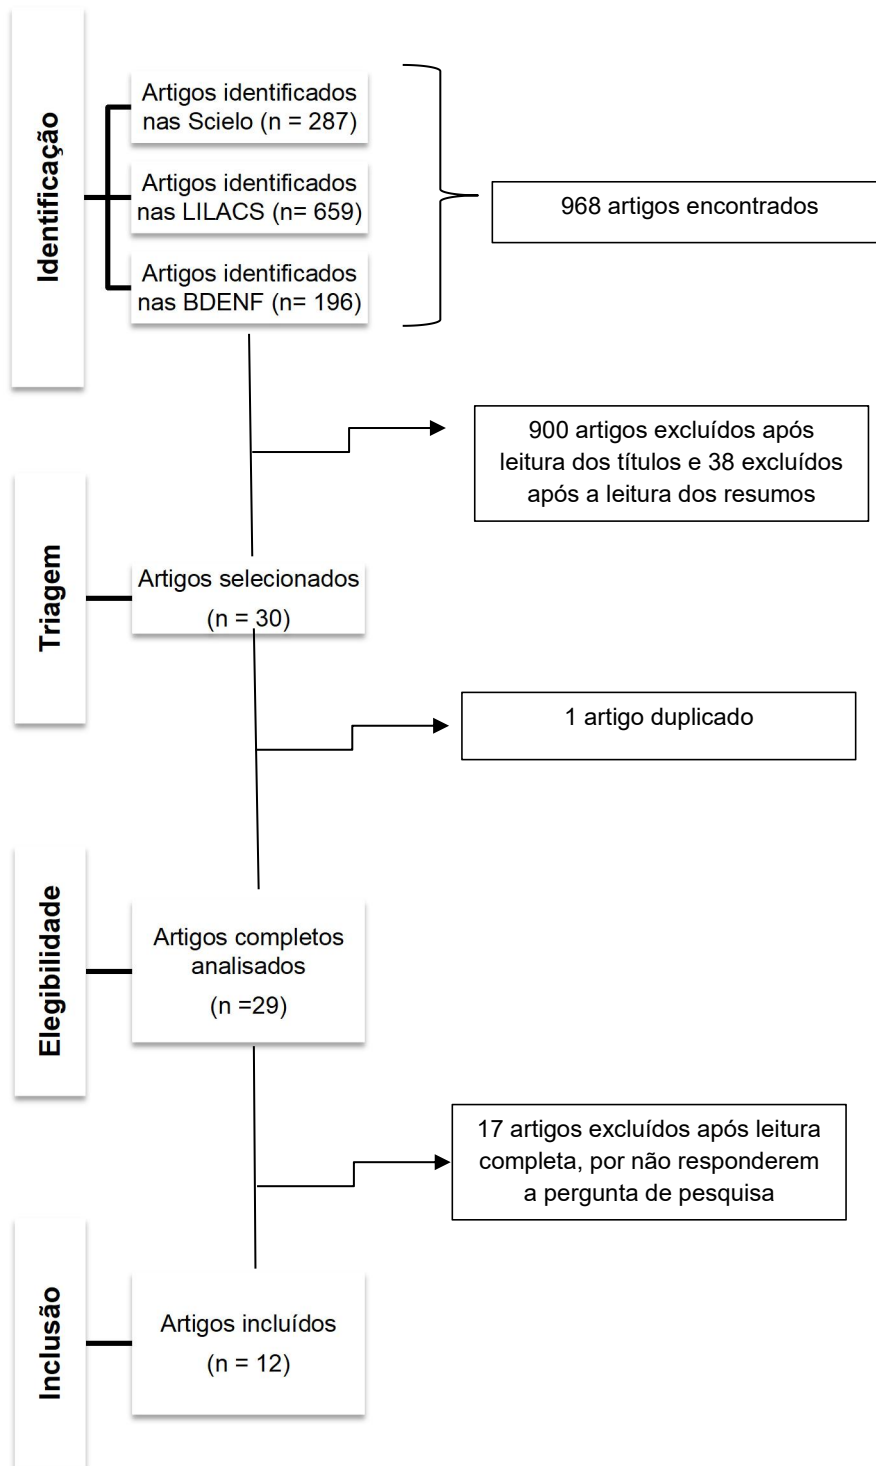 Identificação
Artigos identificados
nas Scielo (n = 287)
Artigos identificados
nas LILACS (n= 659)
Artigos identificados
nas BDENF (n= 196)
968 artigos encontrados
900 artigos excluídos após
leitura dos títulos e 38 excluídos
após a leitura dos resumos
Triagem
Artigos selecionados
(n = 30)
1 artigo duplicado
Elegibilidade
Artigos completos
analisados
(n =29)
17 artigos excluídos após leitura
completa, por não responderem
a pergunta de pesquisa
Inclusão
Artigos incluídos
(n = 12)